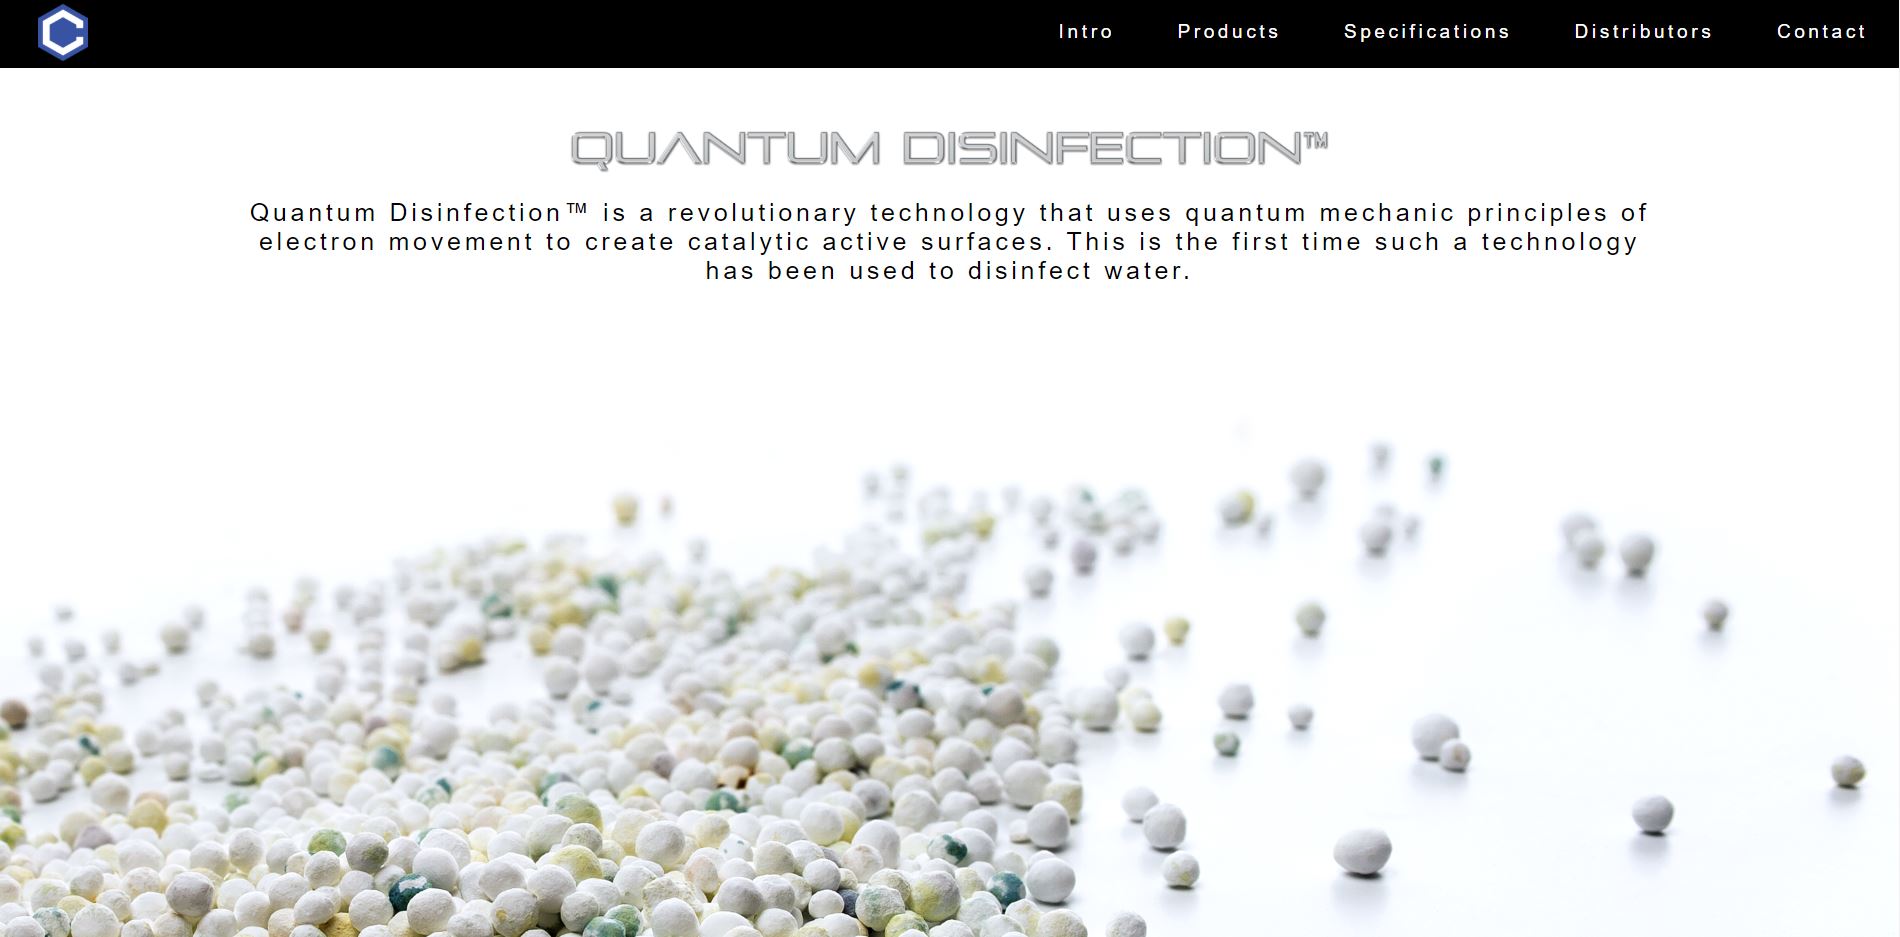 Intro Products Specifications Distributors Contact
QUANTUM DISINFECTION™
Quantum Disinfection™ is a revolutionary technology that uses quantum mechanic principles of
electron movement to create catalytic active surfaces. This is the first time such a technology
has been used to disinfect water.